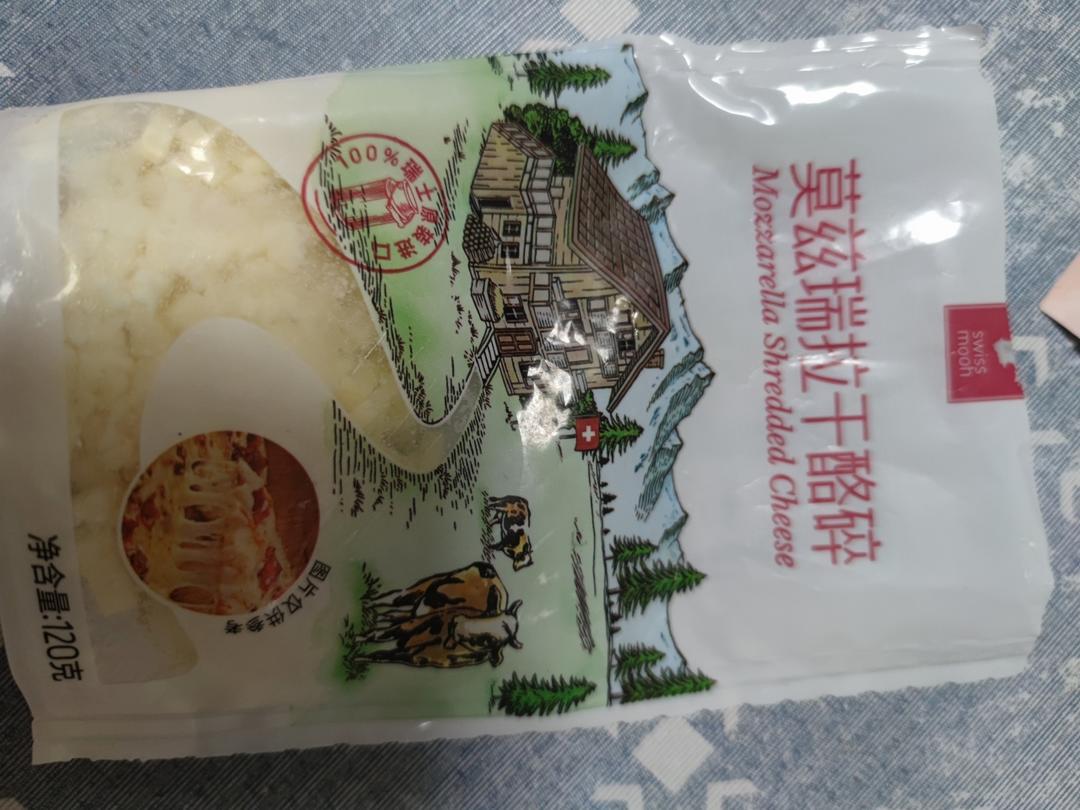 swiss
mooh
莫兹瑞拉干酪碎
Mozzarella Shredded Cheese
100%瑞士原装进口
图片仅供参考
净含量:120克